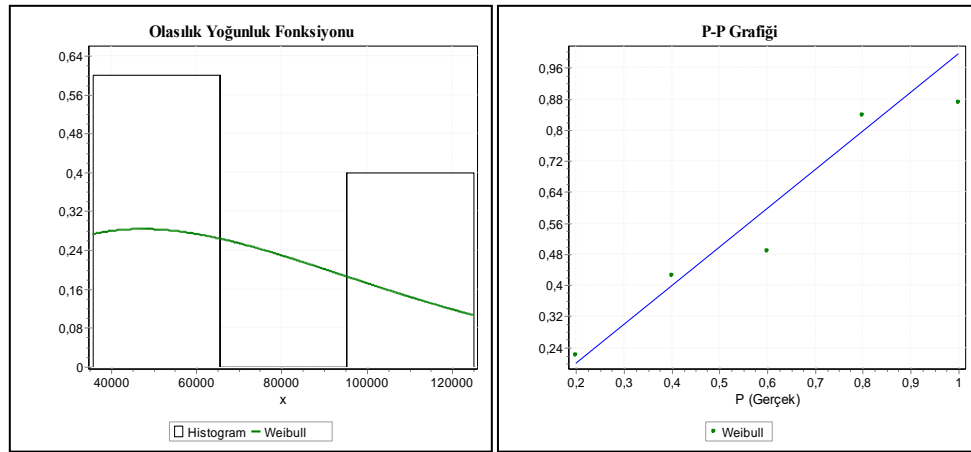 Olasılık Yoğunluk Fonksiyonu
0,64
0,56
0,48
0,4
0,32
0,24
0,16
0,08
0
40000 60000 80000 100000 120000
x
Histogram Weibull
P-P Grafiği
0,96
0,88
0,8
0,72
0,64
0,56
0,48
0,4
0,32
0,24
0,2 0,3 0,4 0,5 0,6 0,7 0,8 0,9 1
P (Gerçek)
Weibull